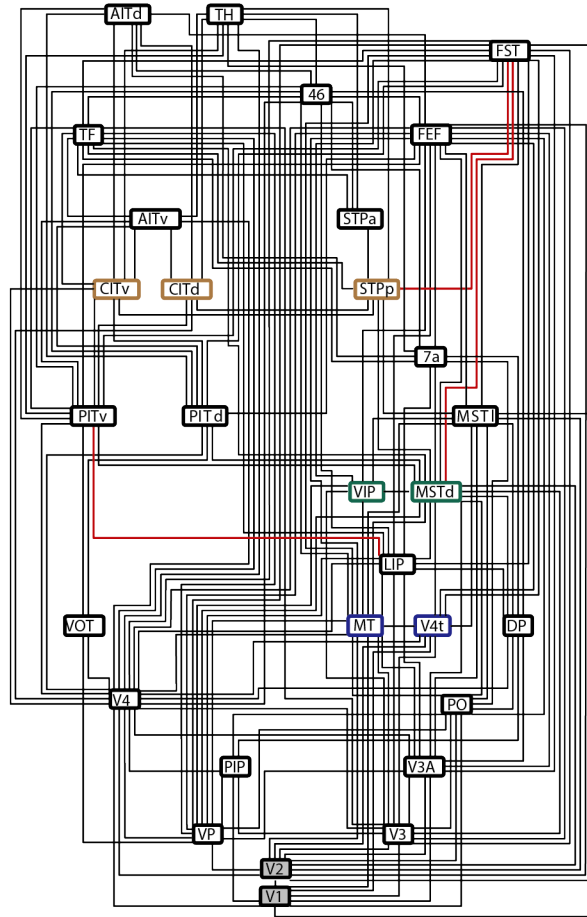 AITd TH
FST
46
TF FEF
AITv STPa
CITv CITd STPp
7a
PITv PITd MSTl
VIP MSTd
LIP
VOT MT V4t DP
V4 PO
PIP V3A
VP V3
V2
V1